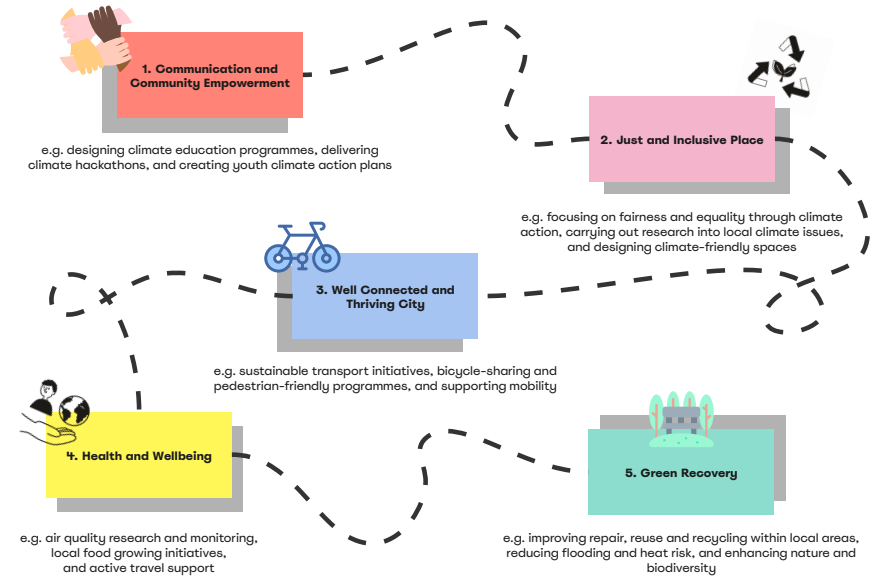 1. Communication and
Community Empowerment
e.g. designing climate education programmes, delivering
climate hackathons, and creating youth climate action plans
2. Just and Inclusive Place
e.g. focusing on fairness and equality through climate
action, carrying out research into local climate issues,
and designing climate-friendly spaces
3. Well Connected and
Thriving City
e.g. sustainable transport initiatives, bicycle-sharing and
pedestrian-friendly programmes, and supporting mobility
4. Health and Wellbeing
e.g. air quality research and monitoring,
local food growing initiatives,
and active travel support
5. Green Recovery
e.g. improving repair, reuse and recycling within local areas,
reducing flooding and heat risk, and enhancing nature and
biodiversity